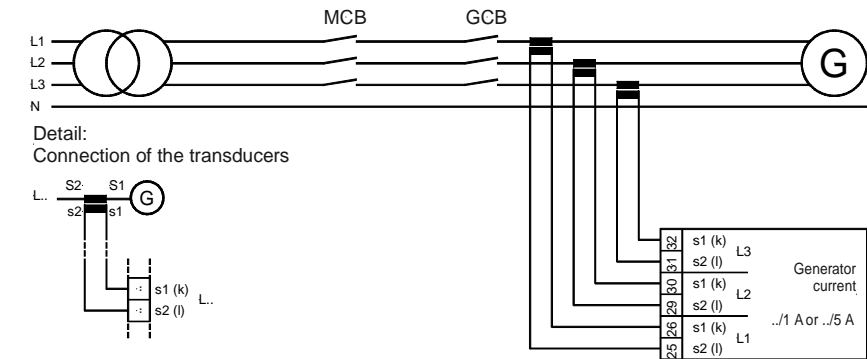 MCB GCB
L1
L2
L3
N
G
Detail:
Connection of the transducers
L.. S2 S1 G
s2 s1
s1 (k)
s2 (l)
L..
32 s1 (k)
31 s2 (l)
L3
30 s1 (k)
29 s2 (l)
L2
26 s1 (k)
25 s2 (l)
L1
Generator
current
../1 A or ../5 A